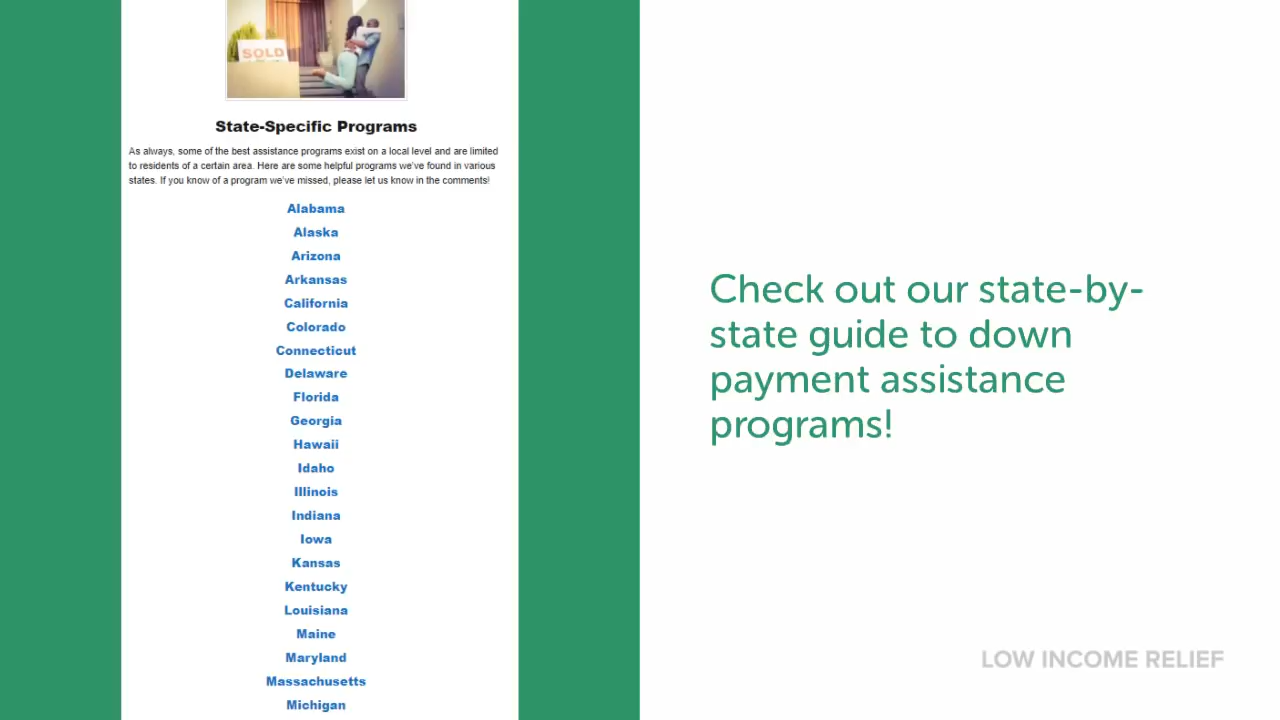 SOLD
State-Specific Programs
As always, some of the best assistance programs exist on a local level and are limited
to residents of a certain area. Here are some helpful programs we've found in various
states. If you know of a program we've missed, please let us know in the comments!
Alabama
Alaska
Arizona
Arkansas
California
Colorado
Connecticut
Delaware
Florida
Georgia
Hawaii
Idaho
Illinois
Indiana
Iowa
Kansas
Kentucky
Louisiana
Maine
Maryland
Massachusetts
Michigan
Check out our state-by-
state guide to down
payment assistance
programs!
LOW INCOME RELIEF